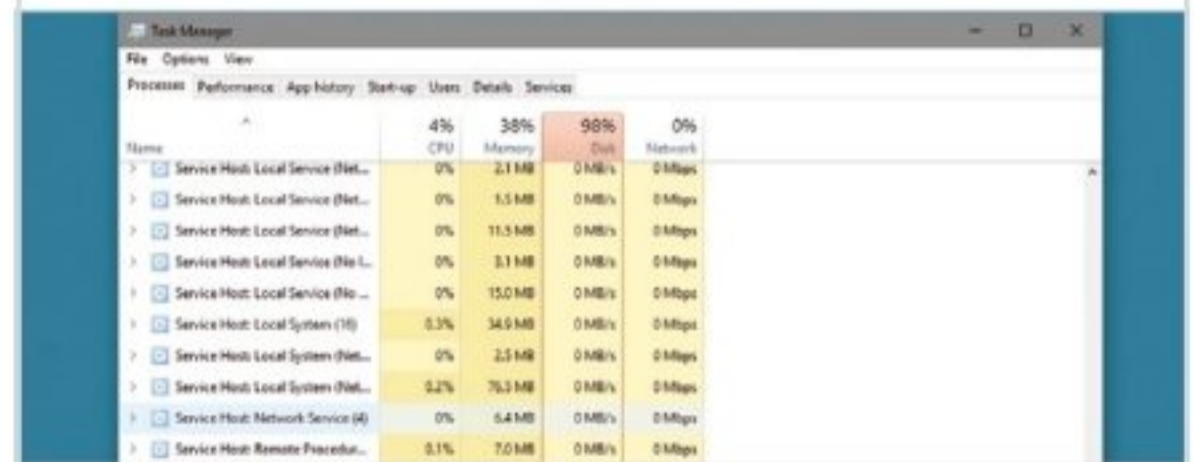 Task Manager
File Options View
Processes Performance App history Start-up Users Details Services
4% 38% 98% 0%
Name CPU Memory Disk Network
Service Host: Local Service (Net... 0% 2.1 MB 0 MB/s 0 Mbps
Service Host: Local Service (Net... 0% 1.5 MB 0 MB/s 0 Mbps
Service Host: Local Service (Net... 0% 11.5 MB 0 MB/s 0 Mbps
Service Host: Local Service (No I... 0% 3.1 MB 0 MB/s 0 Mbps
Service Host: Local Service (No ... 0% 15.0 MB 0 MB/s 0 Mbps
Service Host: Local System (16) 0.3% 34.9 MB 0 MB/s 0 Mbps
Service Host: Local System (Net... 0% 2.5 MB 0 MB/s 0 Mbps
Service Host: Local System (Net... 0.2% 76.3 MB 0 MB/s 0 Mbps
Service Host: Network Service (4) 0% 6.4 MB 0 MB/s 0 Mbps
Service Host: Remote Procedur... 0.1% 7.0 MB 0 MB/s 0 Mbps